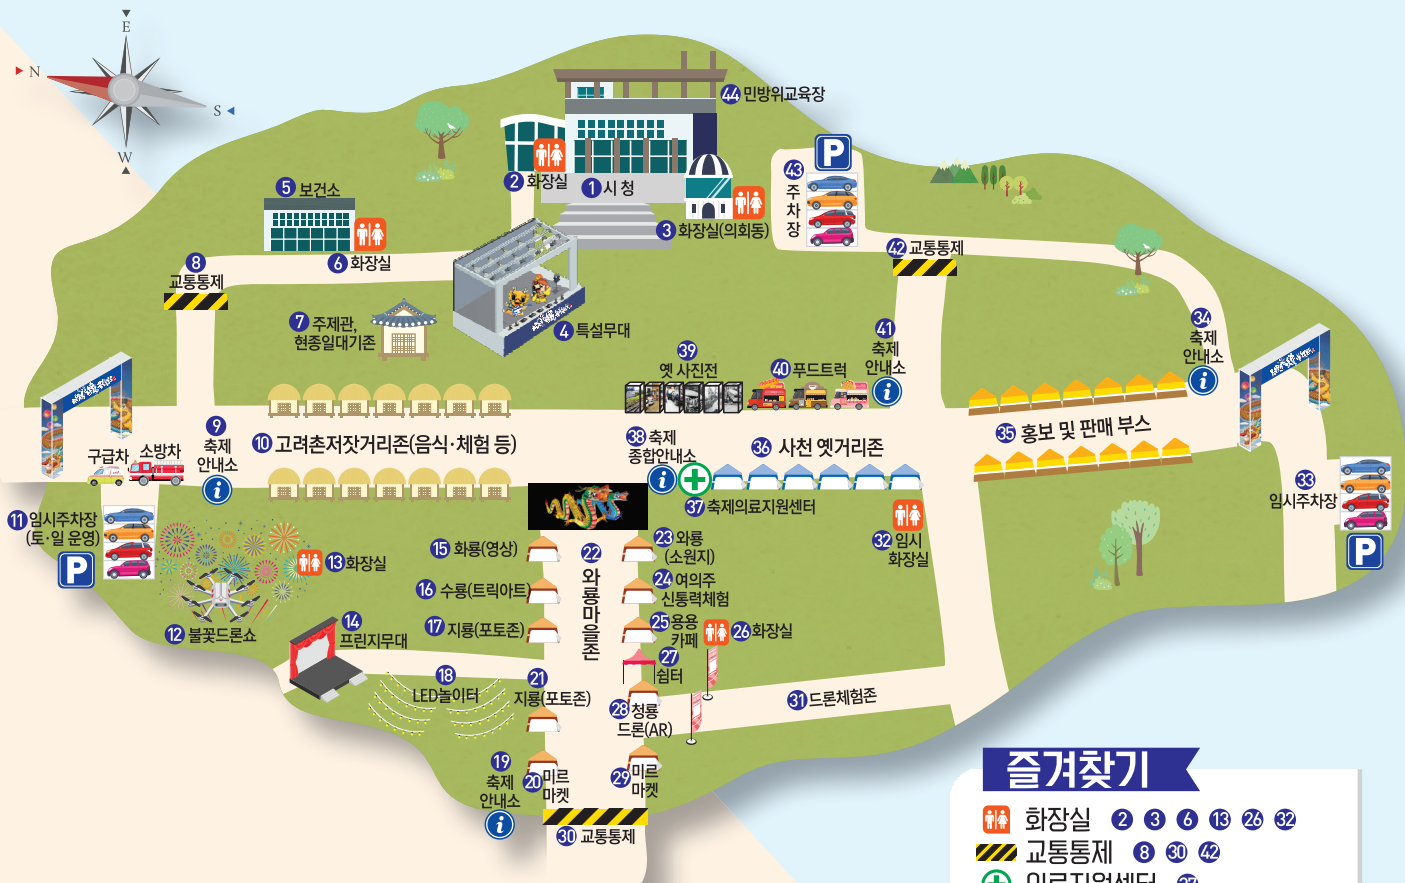 E
N
S
W
44 민방위교육장
43 주차장
P
5 보건소
2 화장실
1 시 청
3 화장실(의회동)
6 화장실
8
교통통제
42 교통통제
7 주제관,
현종일대기존
4 특설무대
34
축제
안내소
41
축제
안내소
39
옛 사진전
40 푸드트럭
9
축제
안내소
구급차
소방차
10 고려촌저잣거리존(음식·체험 등)
38 축제
종합안내소
36 사천 옛거리존
35 홍보 및 판매 부스
37 축제의료지원센터
33
임시주차장
P
11 임시주차장
(토·일 운영)
P
32 임시
화장실
13 화장실
12 불꽃드론쇼
14
프린지무대
15 화룡(영상)
16 수룡(트릭아트)
17 지룡(포토존)
22
와룡마을존
23 와룡
(소원지)
24 여의주
신통력체험
25 용용
카페
26 화장실
27
쉼터
18
LED놀이터
21
지룡(포토존)
28 청룡
드론(AR)
31 드론체험존
19
축제
안내소
20 미르
마켓
29 미르
마켓
30 교통통제
즐겨찾기
화장실 2 3 6 13 26 32
교통통제 8 30 42
의료지원센터 37